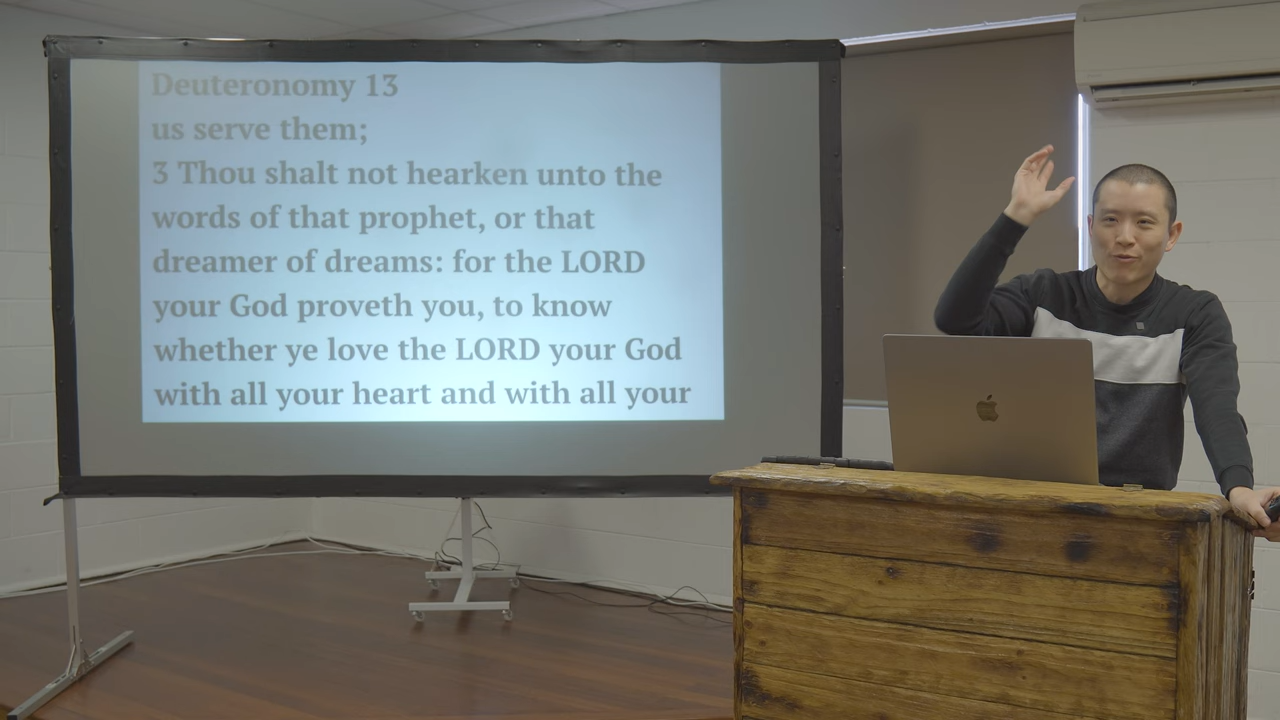 Deuteronomy 13
us serve them;
3 Thou shalt not hearken unto the
words of that prophet, or that
dreamer of dreams: for the LORD
your God proveth you, to know
whether ye love the LORD your God
with all your heart and with all your